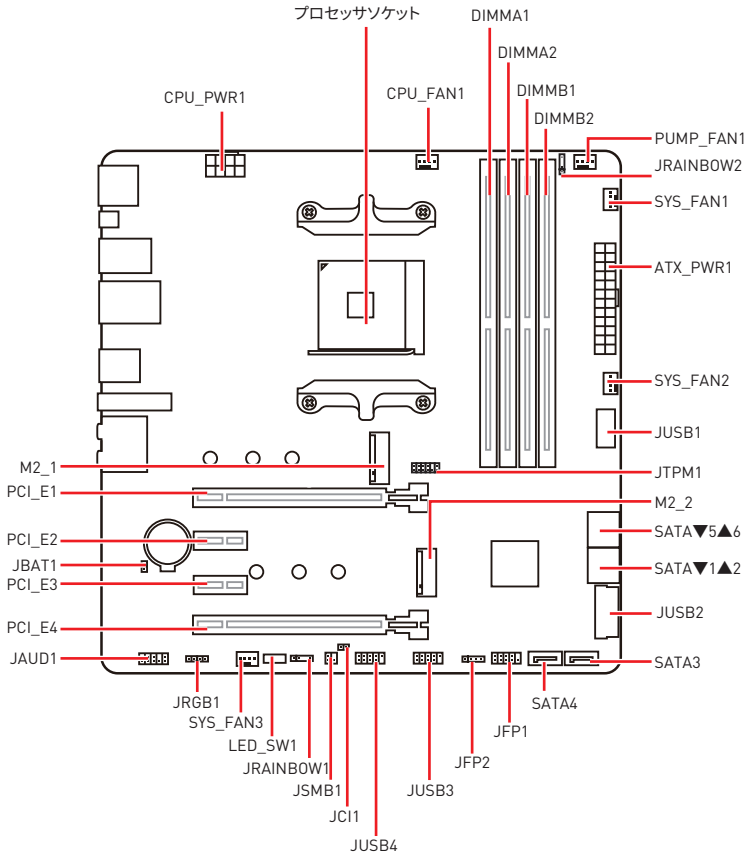 プロセッサソケット
DIMMA1
DIMMA2
DIMMB1
DIMMB2
CPU_PWR1
CPU_FAN1
PUMP_FAN1
JRAINBOW2
SYS_FAN1
ATX_PWR1
SYS_FAN2
JUSB1
JTPM1
M2_1
PCI_E1
M2_2
SATA▼5▲6
PCI_E2
JBAT1
SATA▼1▲2
PCI_E3
JUSB2
PCI_E4
JAUD1
SATA3
JRGB1
SYS_FAN3
LED_SW1
JRAINBOW1
JSMB1
JCI1
JUSB4
JUSB3
JFP2
JFP1
SATA4